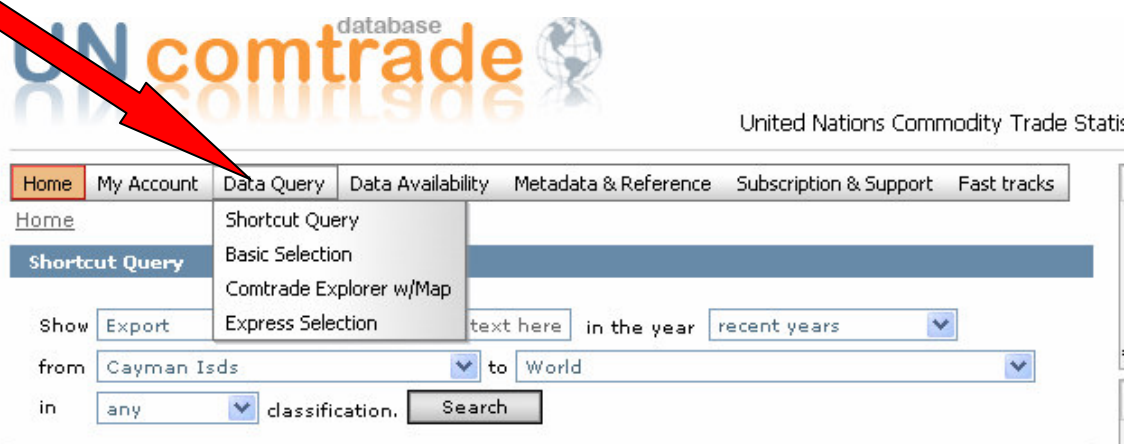 database
UN comtrade
United Nations Commodity Trade
Home My Account Data Query Data Availability Metadata & Reference Subscription & Support Fast tracks
Home
Shortcut Query
Basic Selection
Comtrade Explorer w/Map
Express Selection
Shortcut Query
Show Export text here in the year recent years
from Cayman Isds to World
in any classification. Search